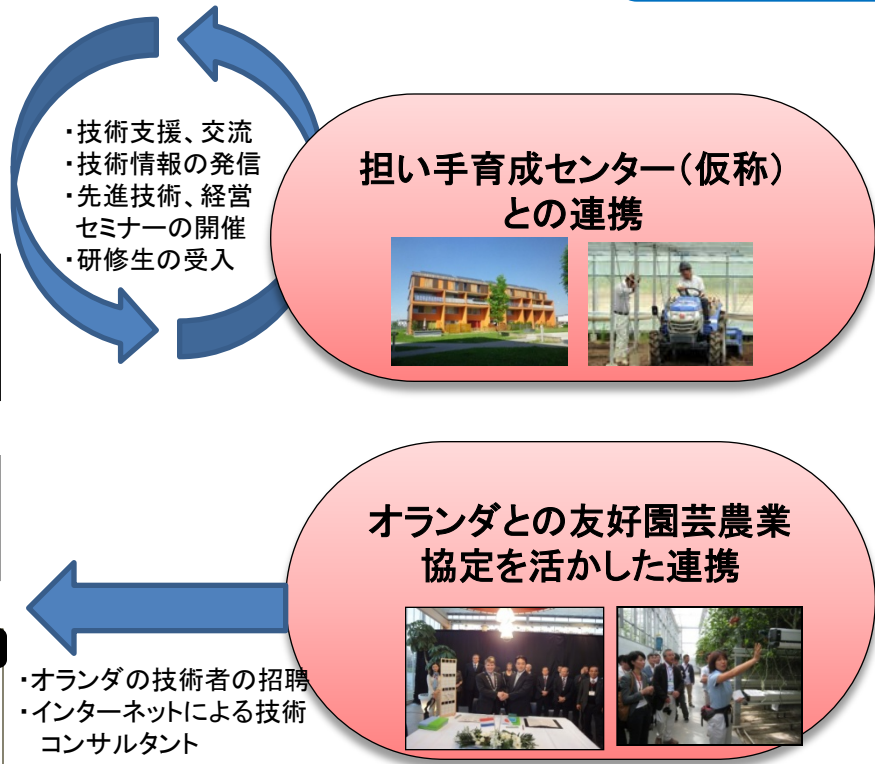 ・技術支援、交流
・技術情報の発信
・先進技術、経営
セミナーの開催
・研修生の受入
担い手育成センター(仮称)
との連携
オランダとの友好園芸農業
協定を活かした連携
・オランダの技術者の招聘
・インターネットによる技術
コンサルタント